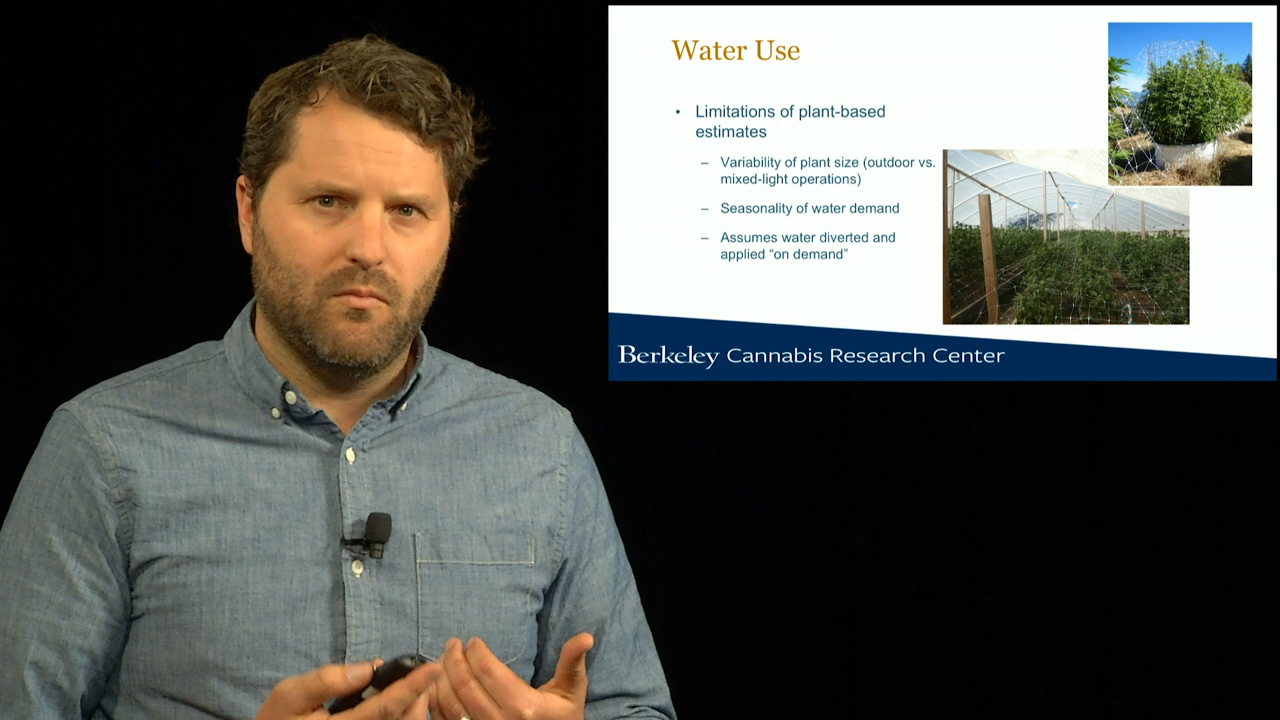 Water Use
• Limitations of plant-based
estimates
– Variability of plant size (outdoor vs.
mixed-light operations)
– Seasonality of water demand
– Assumes water diverted and
applied “on demand”
Berkeley Cannabis Research Center